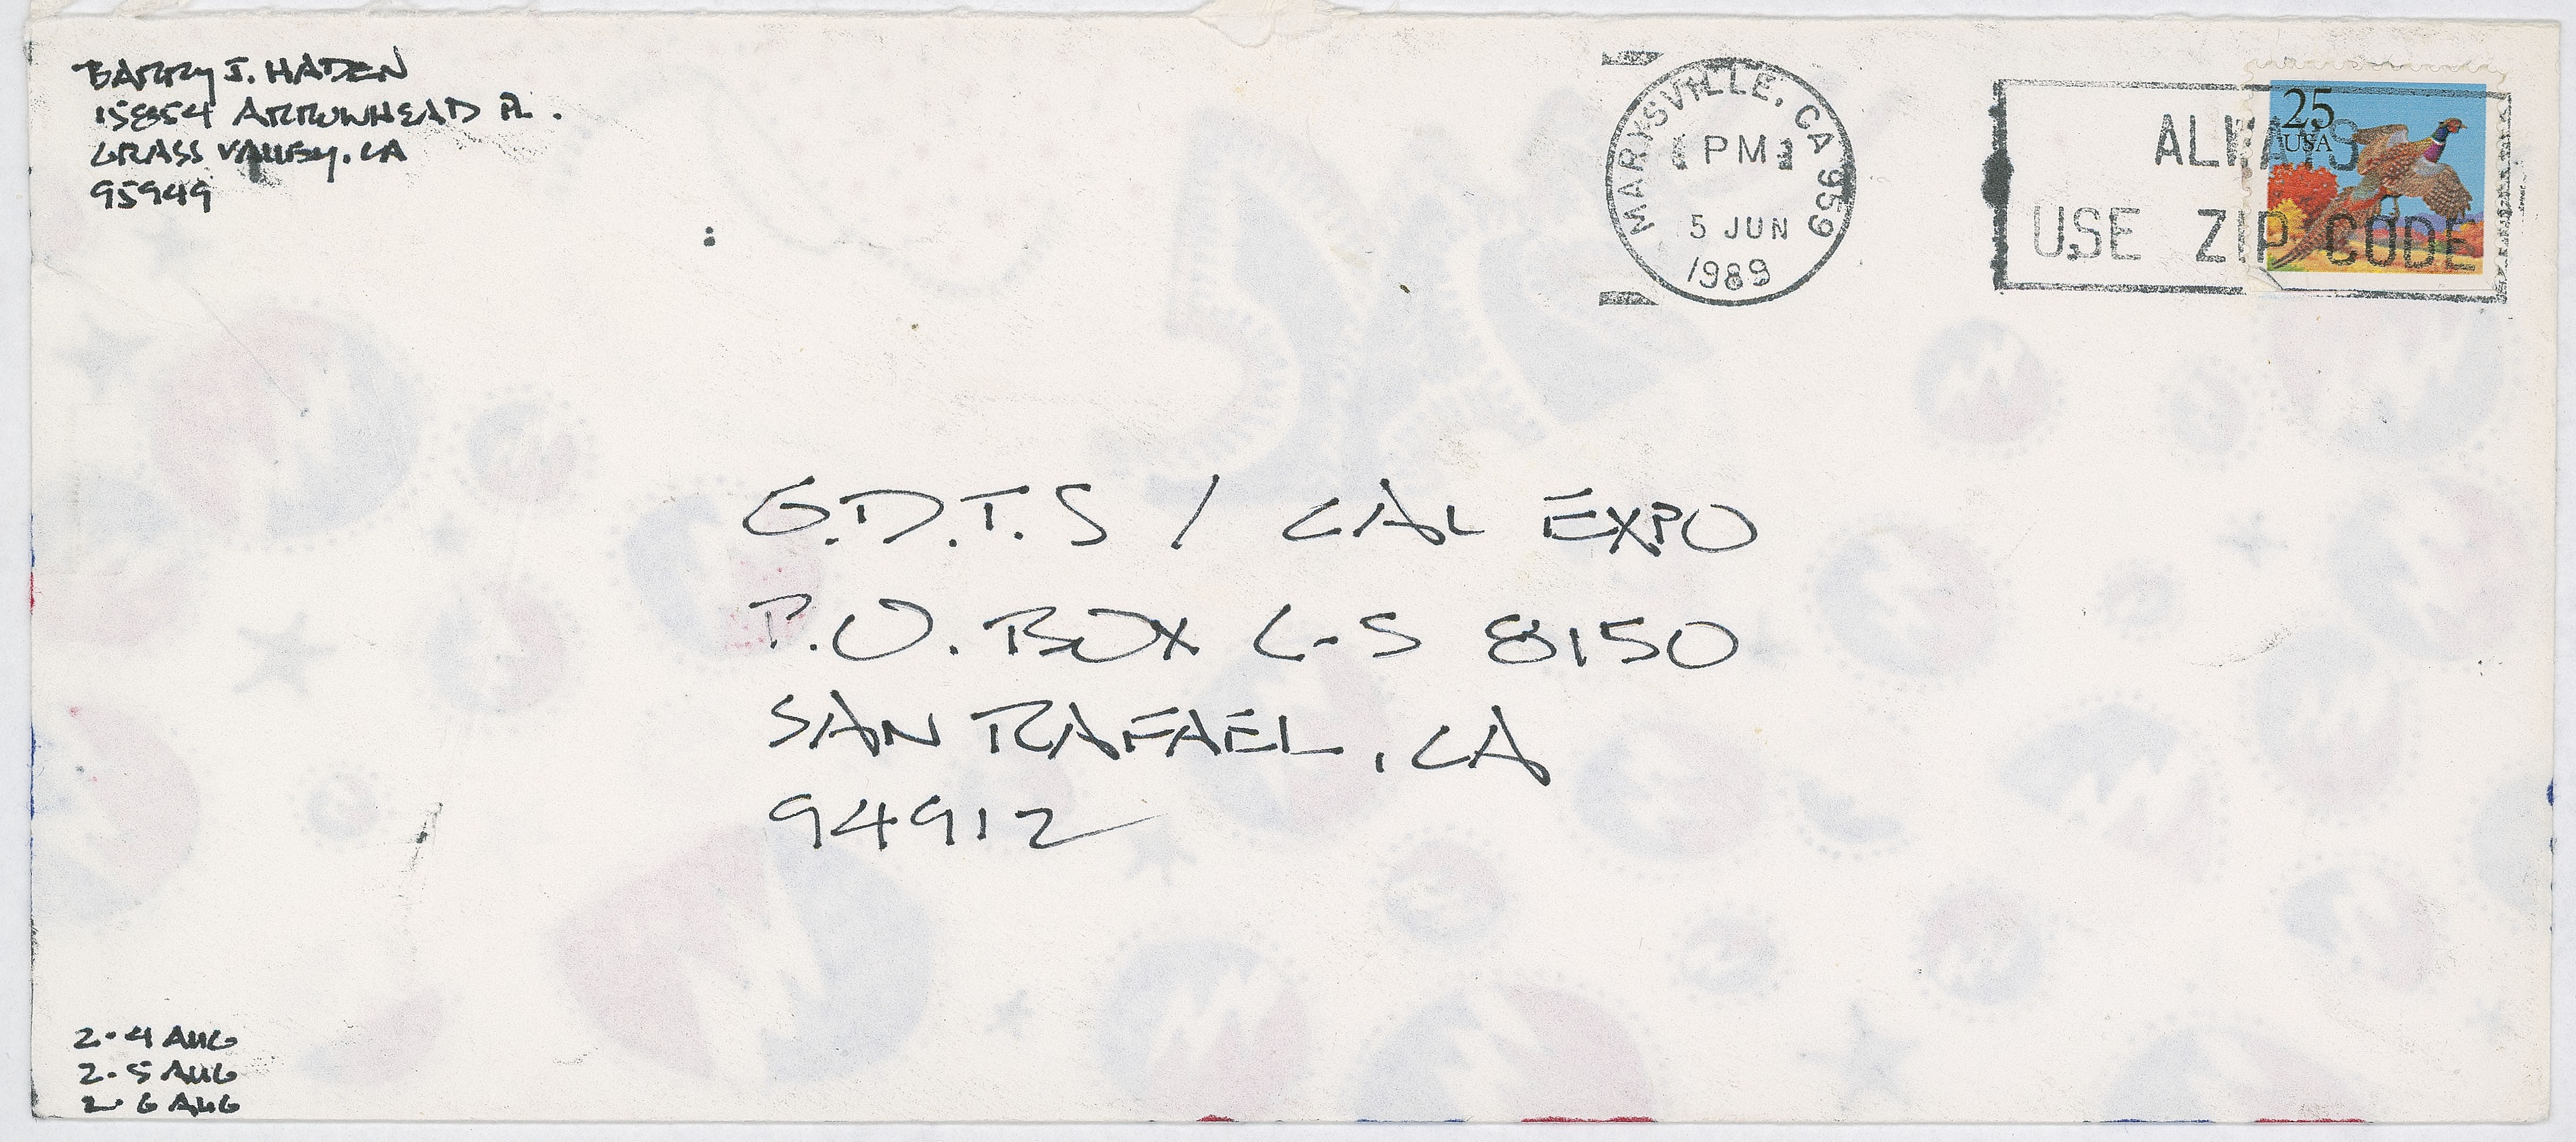 BARRY J. HADEN
15854 ARROWHEAD PL.
GRASS VALLEY, CA
95949
MARYSVILLE, CA 959
PM
5 JUN
1989
ALWAYS
USE ZIP CODE
25
USA
G.D.T.S / CAL EXPO
P.O. BOX C-S 8150
SAN RAFAEL, CA
94912
2-4 AUG
2-5 AUG
2-6 AUG